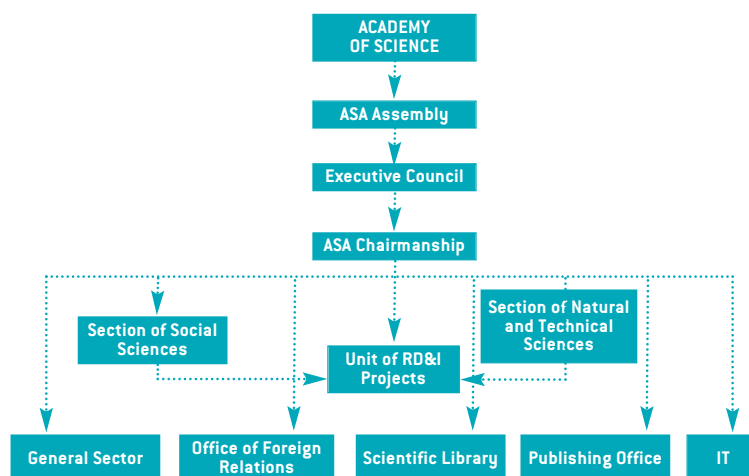 ACADEMY
OF SCIENCE
ASA Assembly
Executive Council
ASA Chairmanship
Section of Social
Sciences
Section of Natural
and Technical
Sciences
Unit of RD&I
Projects
General Sector
Office of Foreign
Relations
Scientific Library
Publishing Office
IT